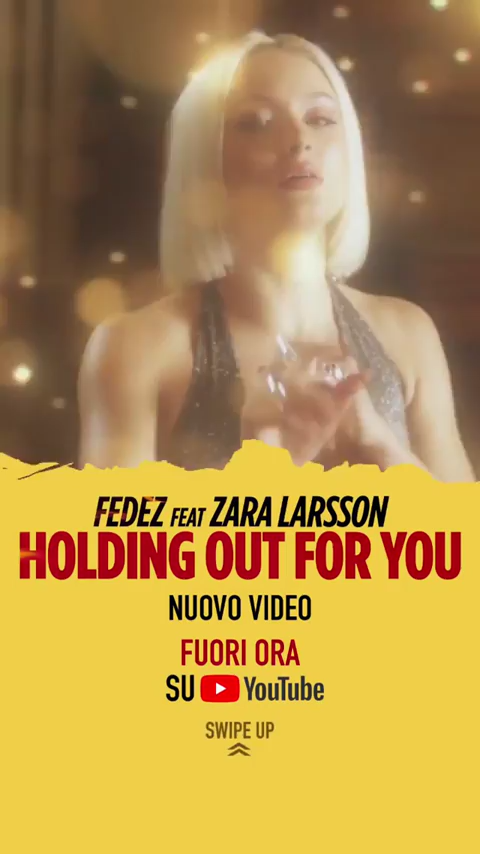 FEDEZ FEAT ZARA LARSSON
HOLDING OUT FOR YOU
NUOVO VIDEO
FUORI ORA
SU YouTube
SWIPE UP